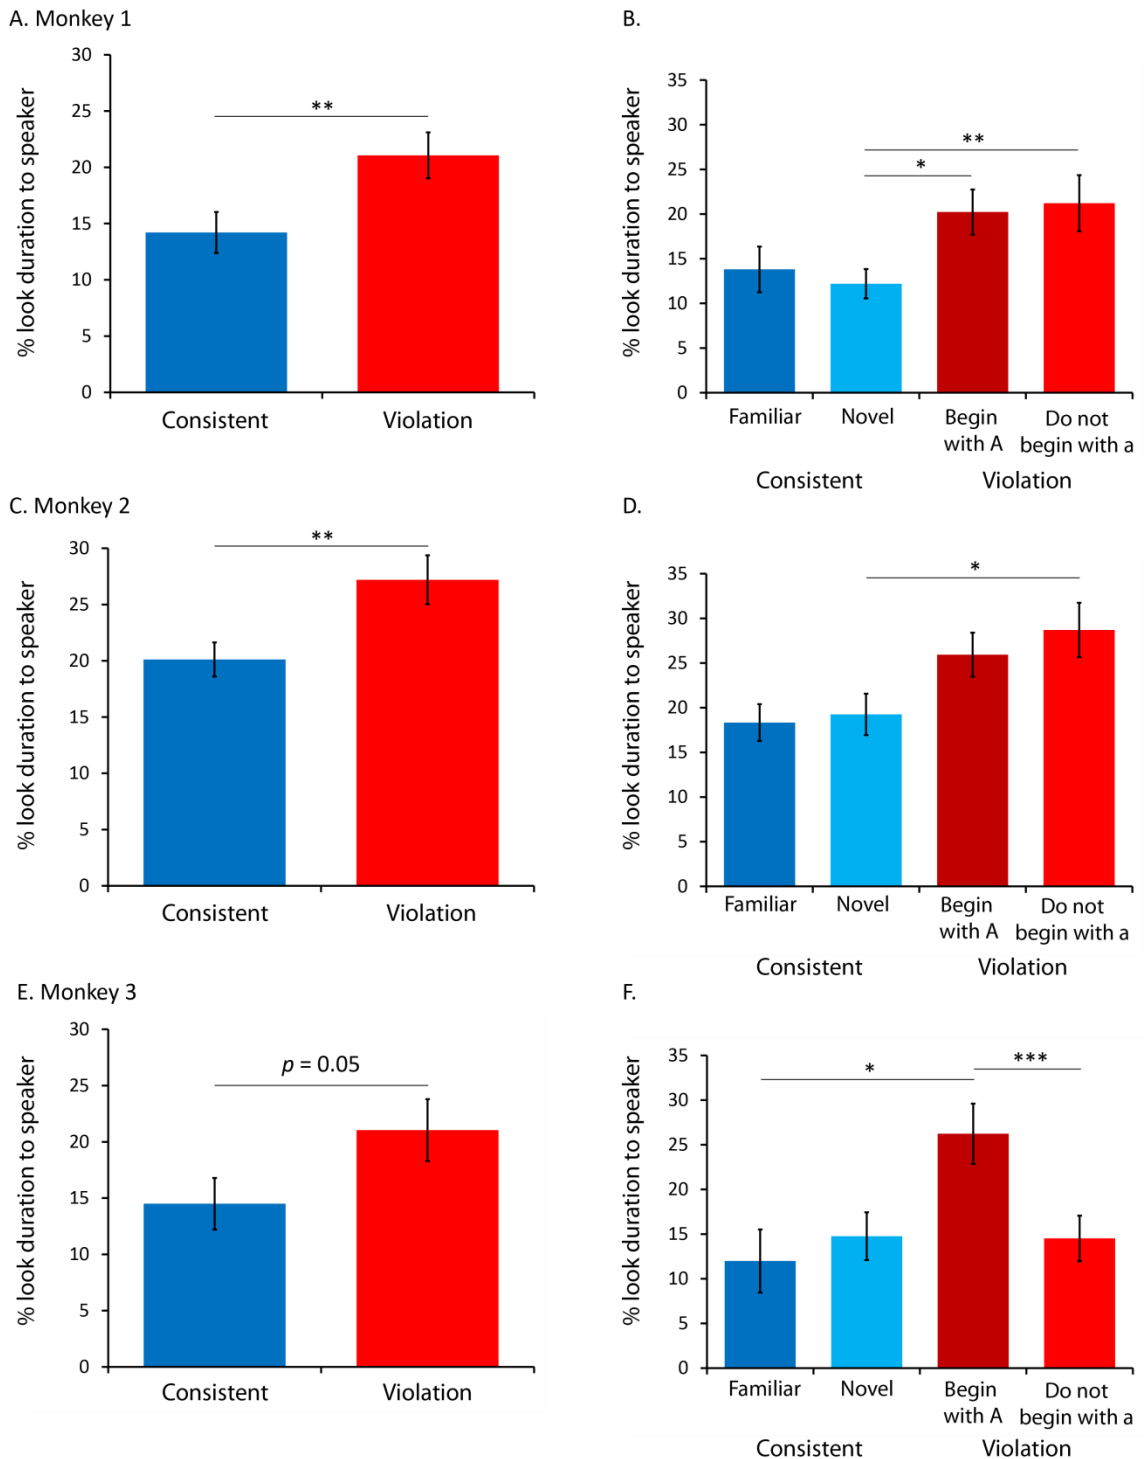 A. Monkey 1
% look duration to speaker
30
25
20
15
10
5
0
**
Consistent
Violation
B.
% look duration to speaker
35
30
25
20
15
10
5
0
**
*
Familiar
Novel
Begin
with A
Do not
begin with a
Consistent
Violation
C. Monkey 2
% look duration to speaker
30
25
20
15
10
5
0
**
Consistent
Violation
D.
% look duration to speaker
35
30
25
20
15
10
5
0
*
Familiar
Novel
Begin
with A
Do not
begin with a
Consistent
Violation
E. Monkey 3
% look duration to speaker
30
25
20
15
10
5
0
p = 0.05
Consistent
Violation
F.
% look duration to speaker
35
30
25
20
15
10
5
0
*
***
Familiar
Novel
Begin
with A
Do not
begin with a
Consistent
Violation